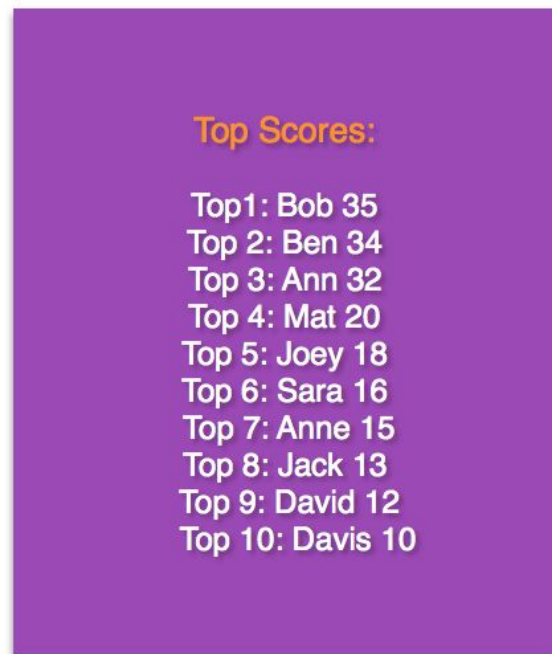 Top Scores:
Top1: Bob 35
Top 2: Ben 34
Top 3: Ann 32
Top 4: Mat 20
Top 5: Joey 18
Top 6: Sara 16
Top 7: Anne 15
Top 8: Jack 13
Top 9: David 12
Top 10: Davis 10